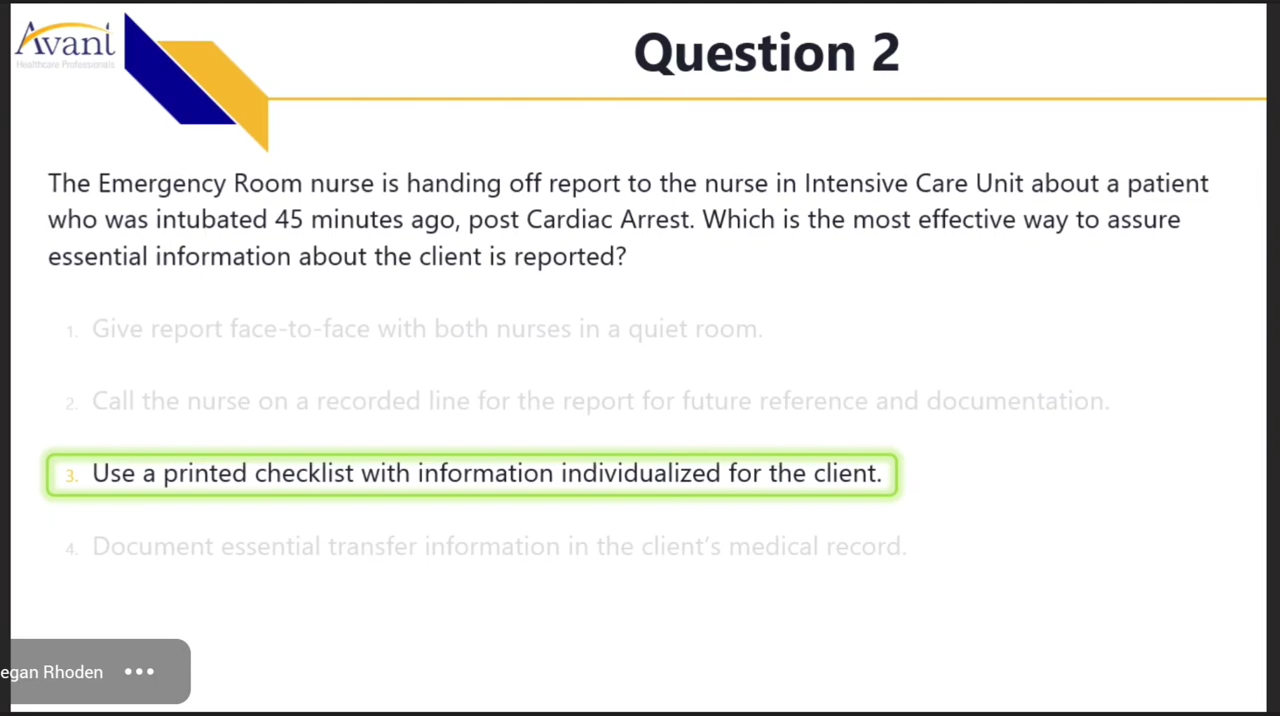 Avant
Healthcare Professionals
Question 2
The Emergency Room nurse is handing off report to the nurse in Intensive Care Unit about a patient
who was intubated 45 minutes ago, post Cardiac Arrest. Which is the most effective way to assure
essential information about the client is reported?
1. Give report face-to-face with both nurses in a quiet room.
2. Call the nurse on a recorded line for the report for future reference and documentation.
3. Use a printed checklist with information individualized for the client.
4. Document essential transfer information in the client’s medical record.
egan Rhoden •••